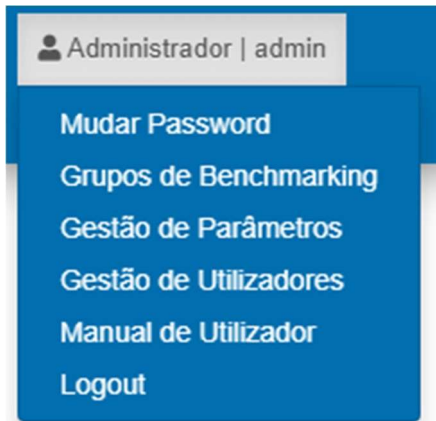 Administrador | admin
Mudar Password
Grupos de Benchmarking
Gestão de Parâmetros
Gestão de Utilizadores
Manual de Utilizador
Logout